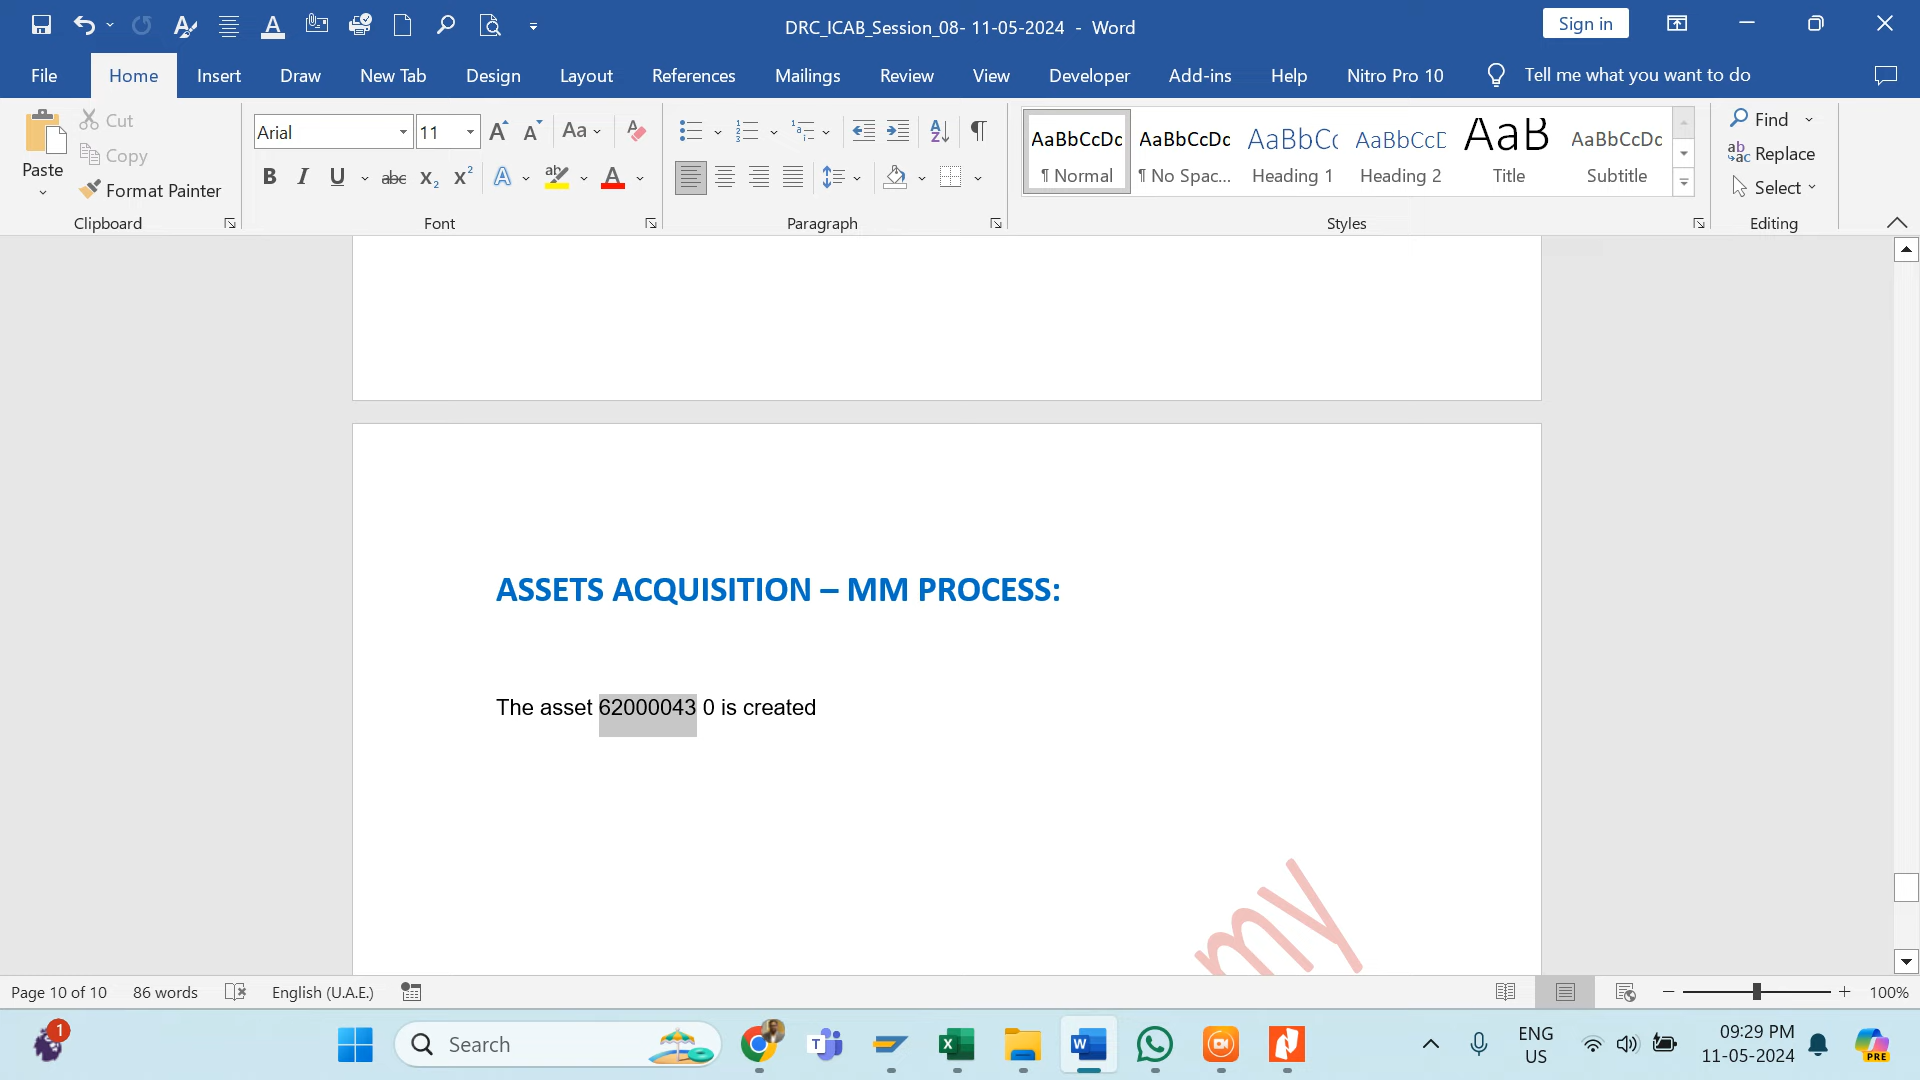 DRC_ICAB_Session_08- 11-05-2024 - Word
Sign in
File Home Insert Draw New Tab Design Layout References Mailings Review View Developer Add-ins Help Nitro Pro 10 Tell me what you want to do
Paste
Cut
Copy
Format Painter
Clipboard
Arial 11
Font
Paragraph
AaBbCcDc AaBbCcDc AaBbCc AaBbCcD AaB AaBbCcDc
¶ Normal ¶ No Spac... Heading 1 Heading 2 Title Subtitle
Styles
Find
Replace
Select
Editing
ASSETS ACQUISITION – MM PROCESS:
The asset 62000043 0 is created
my
Page 10 of 10 86 words English (U.A.E.) 100%
1
Search
ENG
US
09:29 PM
11-05-2024
PRE